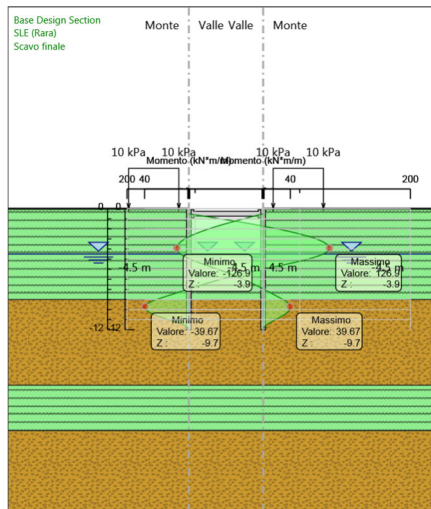 Base Design Section
SLE (Rara)
Scavo finale
Monte
Valle
Valle
Monte
10 kPa
10 kPa
10 kPa
10 kPa
Momento (kN*m/m)
Momento (kN*m/m)
200
40
40
200
0
0
-4.5 m
-4.5 m
-4.5 m
Minimo
Valore: -126.9
Z : -3.9
Massimo
Valore: 126.9
Z : -3.9
-12
-12
Minimo
Valore: -39.67
Z : -9.7
Massimo
Valore: 39.67
Z : -9.7